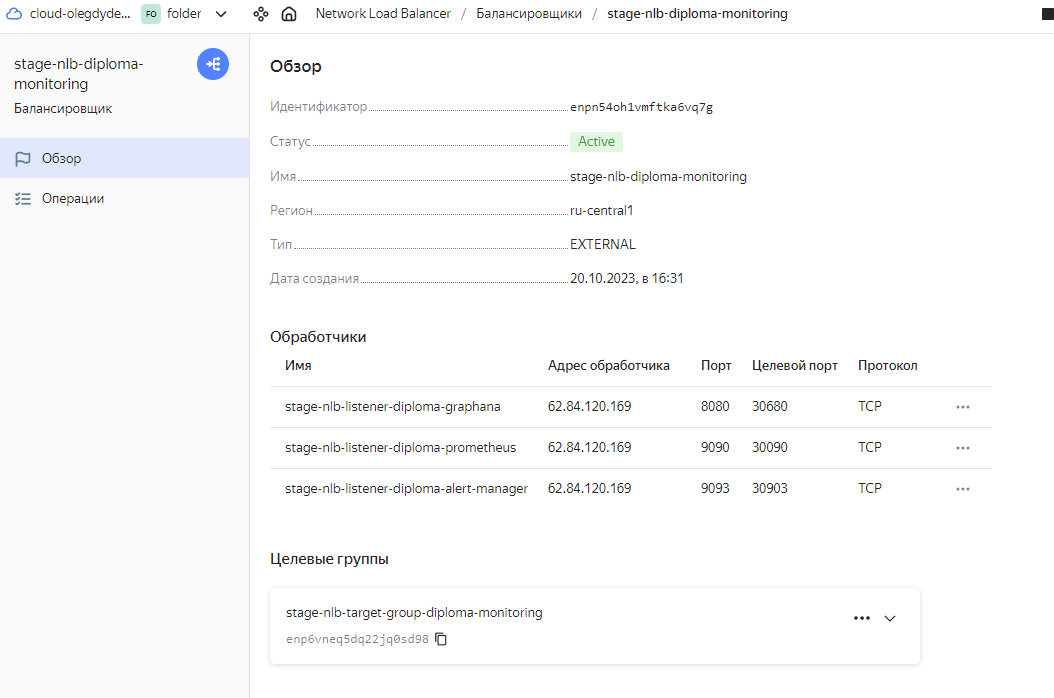 cloud-olegdyde... FO folder Network Load Balancer / Балансировщики / stage-nlb-diploma-monitoring
stage-nlb-diploma-
monitoring
Балансировщик
Обзор
Операции
Обзор
Идентификатор enpn54oh1vmftka6vq7g
Статус Active
Имя stage-nlb-diploma-monitoring
Регион ru-central1
Тип EXTERNAL
Дата создания 20.10.2023, в 16:31
Обработчики
Имя Адрес обработчика Порт Целевой порт Протокол
stage-nlb-listener-diploma-graphana 62.84.120.169 8080 30680 TCP
stage-nlb-listener-diploma-prometheus 62.84.120.169 9090 30090 TCP
stage-nlb-listener-diploma-alert-manager 62.84.120.169 9093 30903 TCP
Целевые группы
stage-nlb-target-group-diploma-monitoring
enp6vneq5dq22jq0sd98